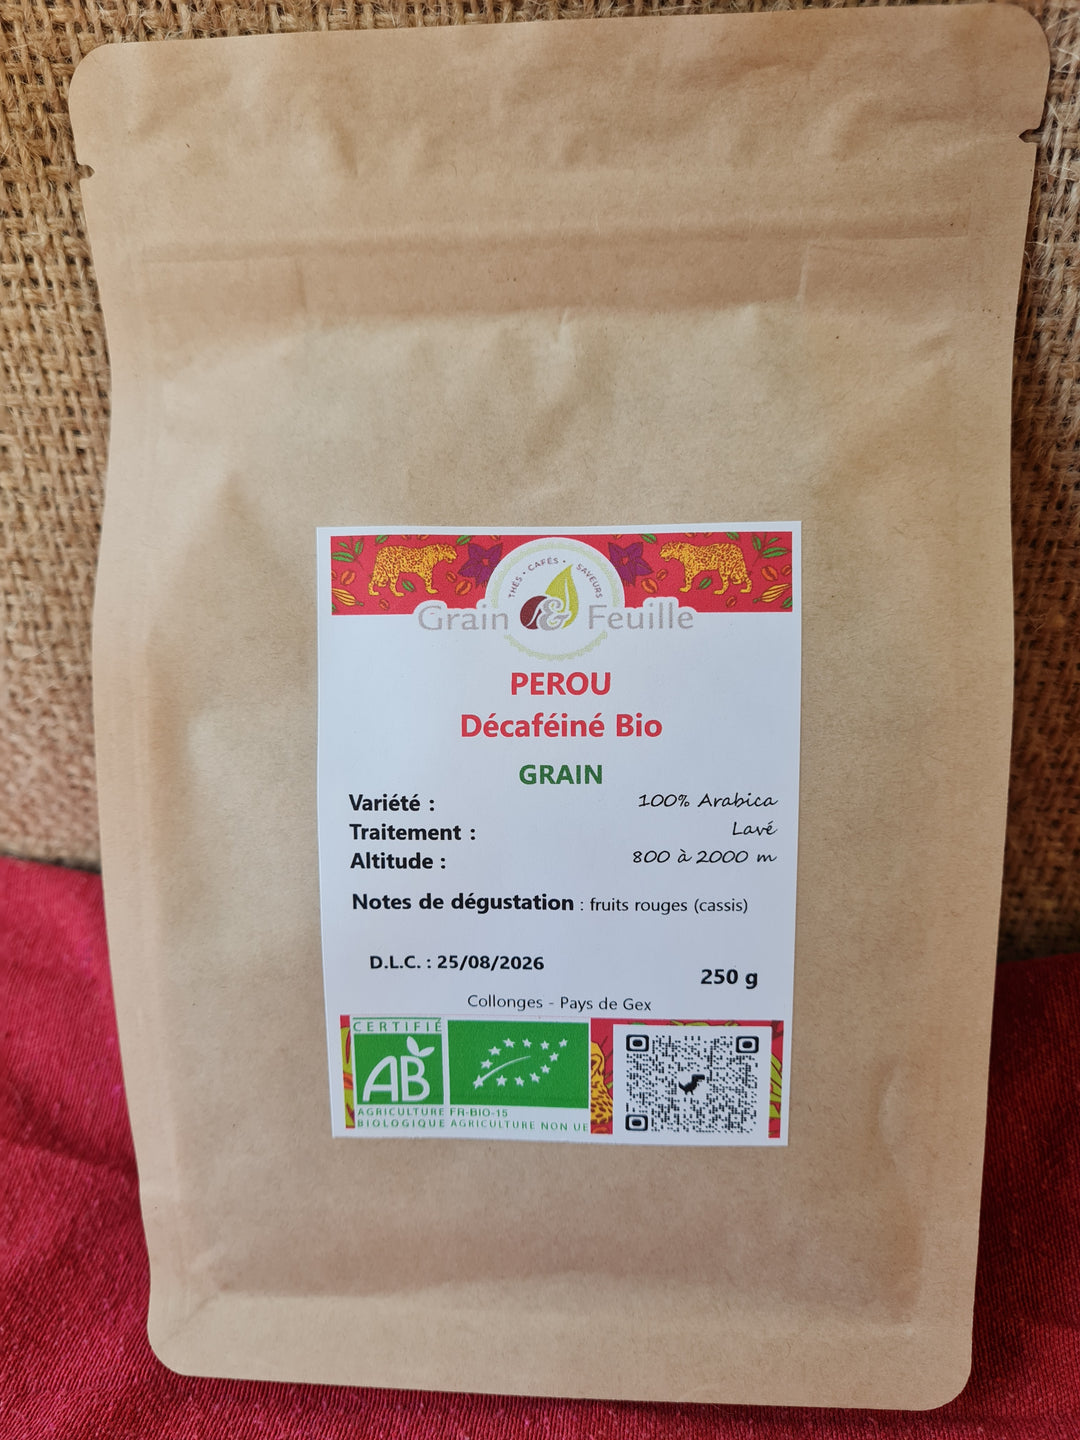 THÉS • CAFÉS • SAVEURS
Grain & Feuille
PEROU
Décaféiné Bio
GRAIN
Variété : 100% Arabica
Traitement : Lavé
Altitude : 800 à 2000 m
Notes de dégustation : fruits rouges (cassis)
D.L.C. : 25/08/2026
250 g
Collonges - Pays de Gex
CERTIFIÉ
AB
AGRICULTURE FR-BIO-15
BIOLOGIQUE AGRICULTURE NON UE